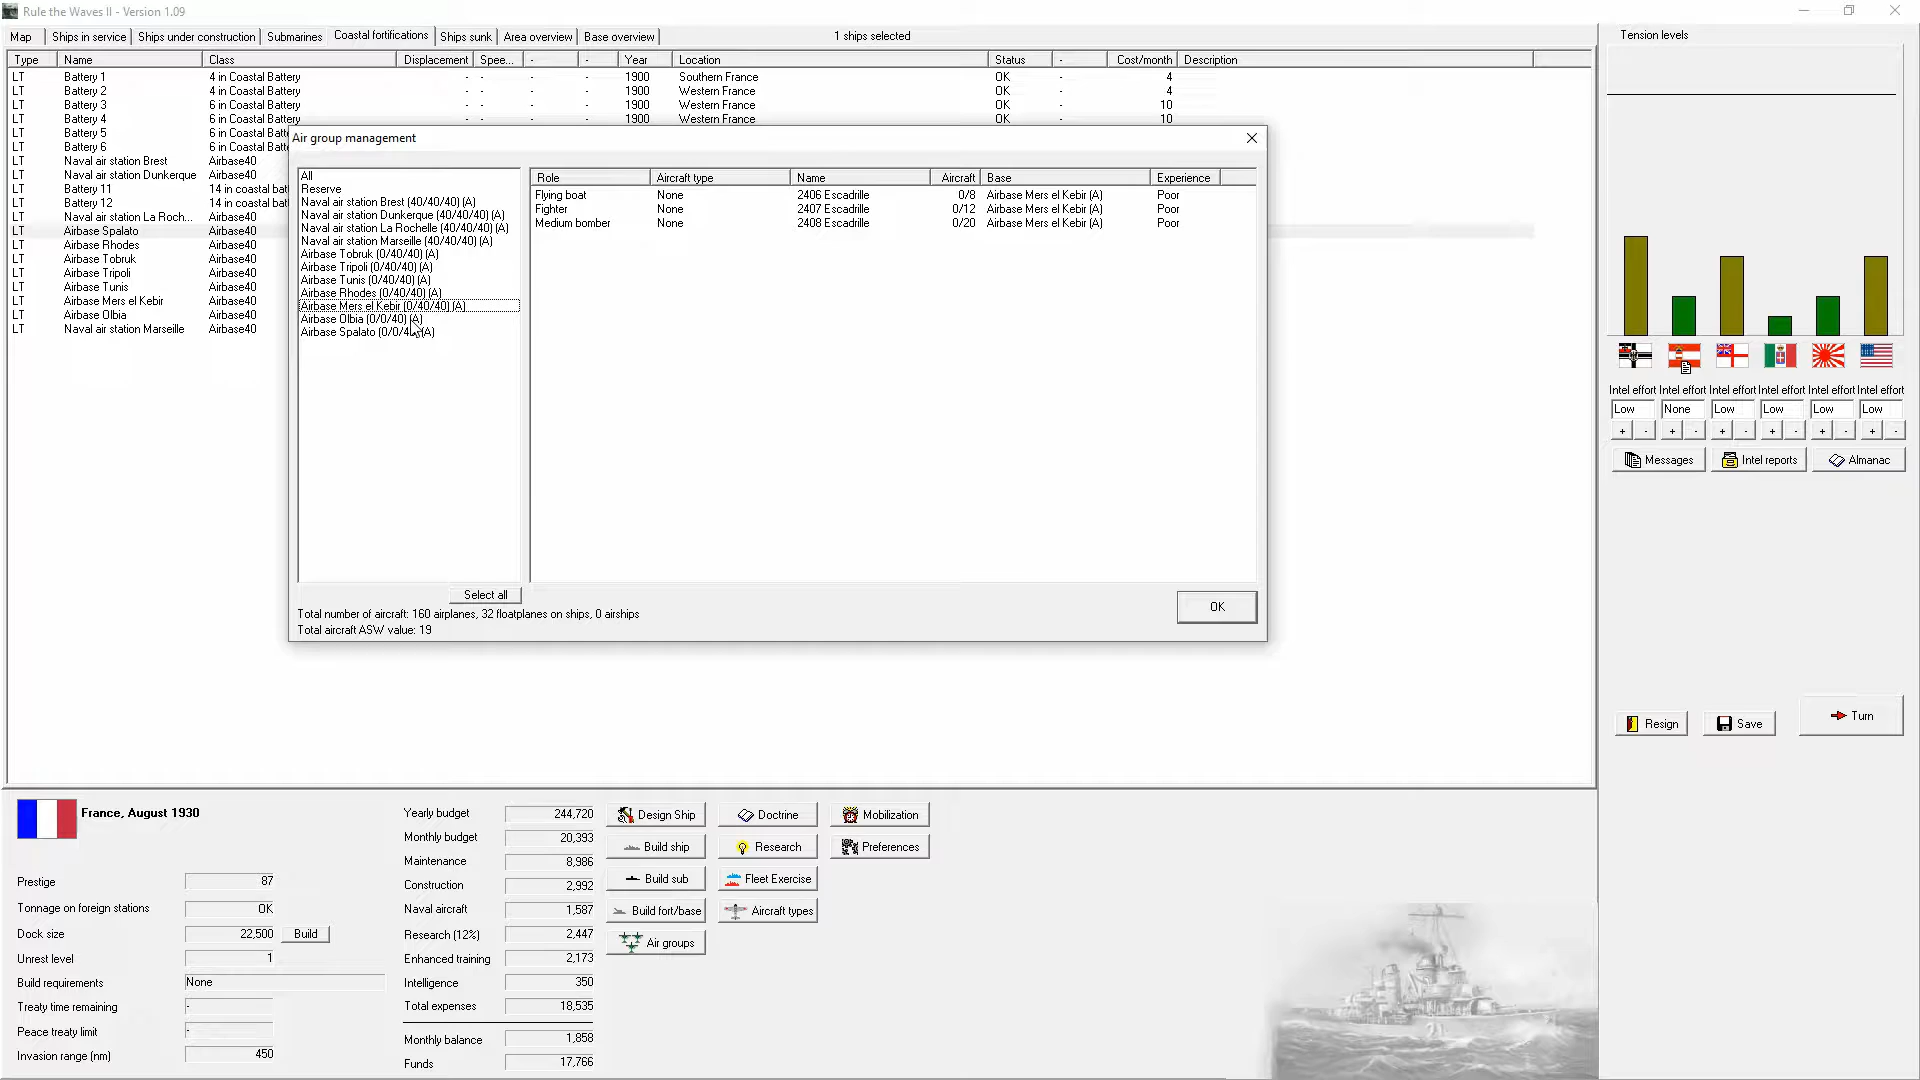 Rule the Waves II - Version 1.09
Map Ships in service Ships under construction Submarines Coastal fortifications Ships sunk Area overview Base overview 1 ships selected
Type Name Class Displacement Spee... - - Year Location Status - Cost/month Description
LT Battery 1 4 in Coastal Battery - - - - 1900 Southern France OK - 4
LT Battery 2 4 in Coastal Battery - - - - 1900 Western France OK - 4
LT Battery 3 6 in Coastal Battery - - - - 1900 Western France OK - 10
LT Battery 4 6 in Coastal Battery - - - - 1900 Western France OK - 10
LT Battery 5 6 in Coastal Batte
LT Battery 6 6 in Coastal Batte
LT Naval air station Brest Airbase40
LT Naval air station Dunkerque Airbase40
LT Battery 11 14 in coastal bat
LT Battery 12 14 in coastal bat
LT Naval air station La Roch... Airbase40
LT Airbase Spalato Airbase40
LT Airbase Rhodes Airbase40
LT Airbase Tobruk Airbase40
LT Airbase Tripoli Airbase40
LT Airbase Tunis Airbase40
LT Airbase Mers el Kebir Airbase40
LT Airbase Olbia Airbase40
LT Naval air station Marseille Airbase40
Air group management
All
Reserve
Naval air station Brest (40/40/40) (A)
Naval air station Dunkerque (40/40/40) (A)
Naval air station La Rochelle (40/40/40) (A)
Naval air station Marseille (40/40/40) (A)
Airbase Tobruk (0/40/40) (A)
Airbase Tripoli (0/40/40) (A)
Airbase Tunis (0/40/40) (A)
Airbase Rhodes (0/40/40) (A)
Airbase Mers el Kebir (0/40/40) (A)
Airbase Olbia (0/0/40) (A)
Airbase Spalato (0/0/4 (A)
Role Aircraft type Name Aircraft Base Experience
Flying boat None 2406 Escadrille 0/8 Airbase Mers el Kebir (A) Poor
Fighter None 2407 Escadrille 0/12 Airbase Mers el Kebir (A) Poor
Medium bomber None 2408 Escadrille 0/20 Airbase Mers el Kebir (A) Poor
Select all
Total number of aircraft: 160 airplanes, 32 floatplanes on ships, 0 airships
Total aircraft ASW value: 19
OK
Tension levels
Intel effort Intel effort Intel effort Intel effort Intel effort Intel effort
Low None Low Low Low Low
+ - + - + - + - + - + -
Messages Intel reports Almanac
Resign Save Turn
France, August 1930
Prestige 87
Tonnage on foreign stations OK
Dock size 22,500 Build
Unrest level 1
Build requirements None
Treaty time remaining -
Peace treaty limit -
Invasion range (nm) 450
Yearly budget 244,720
Monthly budget 20,393
Maintenance 8,986
Construction 2,992
Naval aircraft 1,587
Research (12%) 2,447
Enhanced training 2,173
Intelligence 350
Total expenses 18,535
Monthly balance 1,858
Funds 17,766
Design Ship Doctrine Mobilization
Build ship Research Preferences
Build sub Fleet Exercise
Build fort/base Aircraft types
Air groups